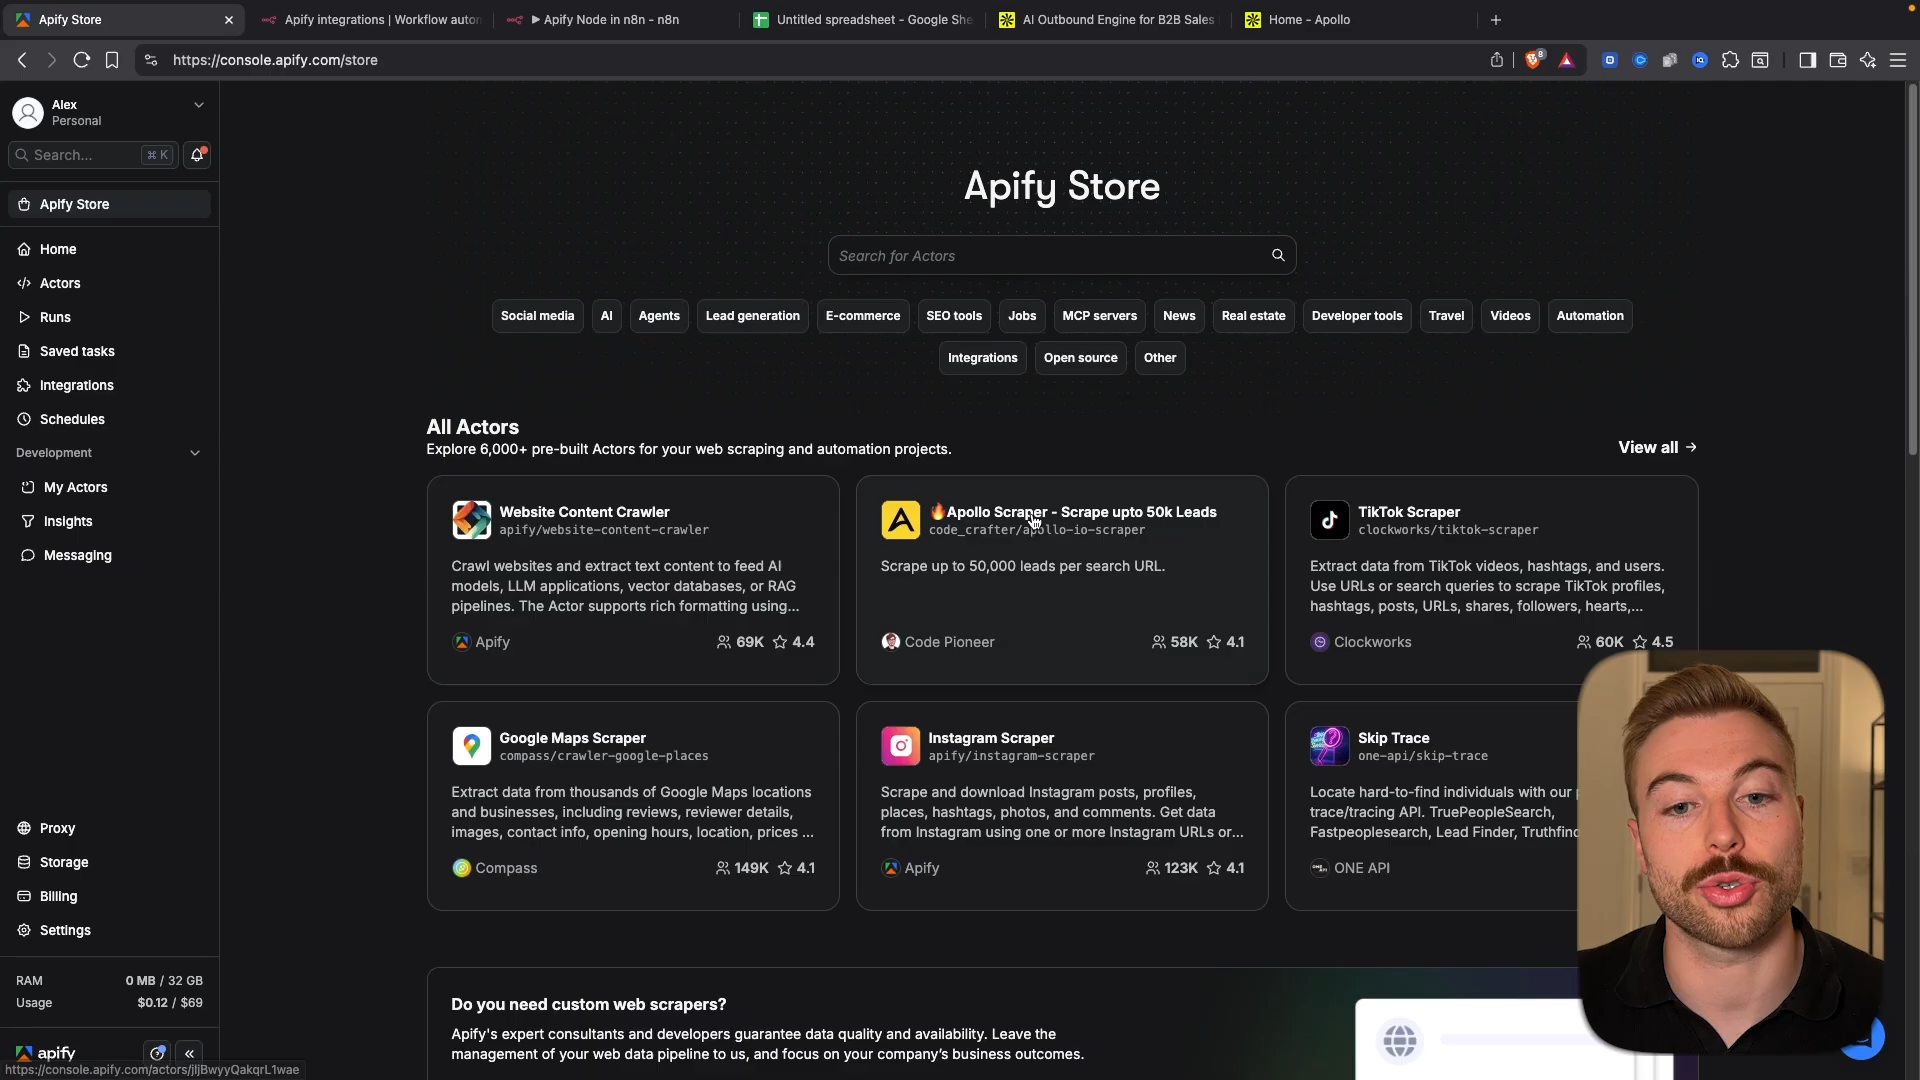 Apify Store
Apify integrations | Workflow auton
▶ Apify Node in n8n - n8n
Untitled spreadsheet - Google She
AI Outbound Engine for B2B Sales
Home - Apollo
https://console.apify.com/store
8
Alex
Personal
Search...
⌘ K
Apify Store
Home
Actors
Runs
Saved tasks
Integrations
Schedules
Development
My Actors
Insights
Messaging
Proxy
Storage
Billing
Settings
RAM 0 MB / 32 GB
Usage $0.12 / $69
apify
https://console.apify.com/actors/jljBwyyQakqrL1wae
Apify Store
Search for Actors
Social media
AI
Agents
Lead generation
E-commerce
SEO tools
Jobs
MCP servers
News
Real estate
Developer tools
Travel
Videos
Automation
Integrations
Open source
Other
All Actors
Explore 6,000+ pre-built Actors for your web scraping and automation projects.
View all →
Website Content Crawler
apify/website-content-crawler
Crawl websites and extract text content to feed AI
models, LLM applications, vector databases, or RAG
pipelines. The Actor supports rich formatting using...
Apify 69K 4.4
🔥Apollo Scraper - Scrape upto 50k Leads
code_crafter/apollo-io-scraper
Scrape up to 50,000 leads per search URL.
Code Pioneer 58K 4.1
TikTok Scraper
clockworks/tiktok-scraper
Extract data from TikTok videos, hashtags, and users.
Use URLs or search queries to scrape TikTok profiles,
hashtags, posts, URLs, shares, followers, hearts,...
Clockworks 60K 4.5
Google Maps Scraper
compass/crawler-google-places
Extract data from thousands of Google Maps locations
and businesses, including reviews, reviewer details,
images, contact info, opening hours, location, prices ...
Compass 149K 4.1
Instagram Scraper
apify/instagram-scraper
Scrape and download Instagram posts, profiles,
places, hashtags, photos, and comments. Get data
from Instagram using one or more Instagram URLs or...
Apify 123K 4.1
Skip Trace
one-api/skip-trace
Locate hard-to-find individuals with our
trace/tracing API. TruePeopleSearch,
Fastpeoplesearch, Lead Finder, Truthfin
ONE API
Do you need custom web scrapers?
Apify's expert consultants and developers guarantee data quality and availability. Leave the
management of your web data pipeline to us, and focus on your company's business outcomes.